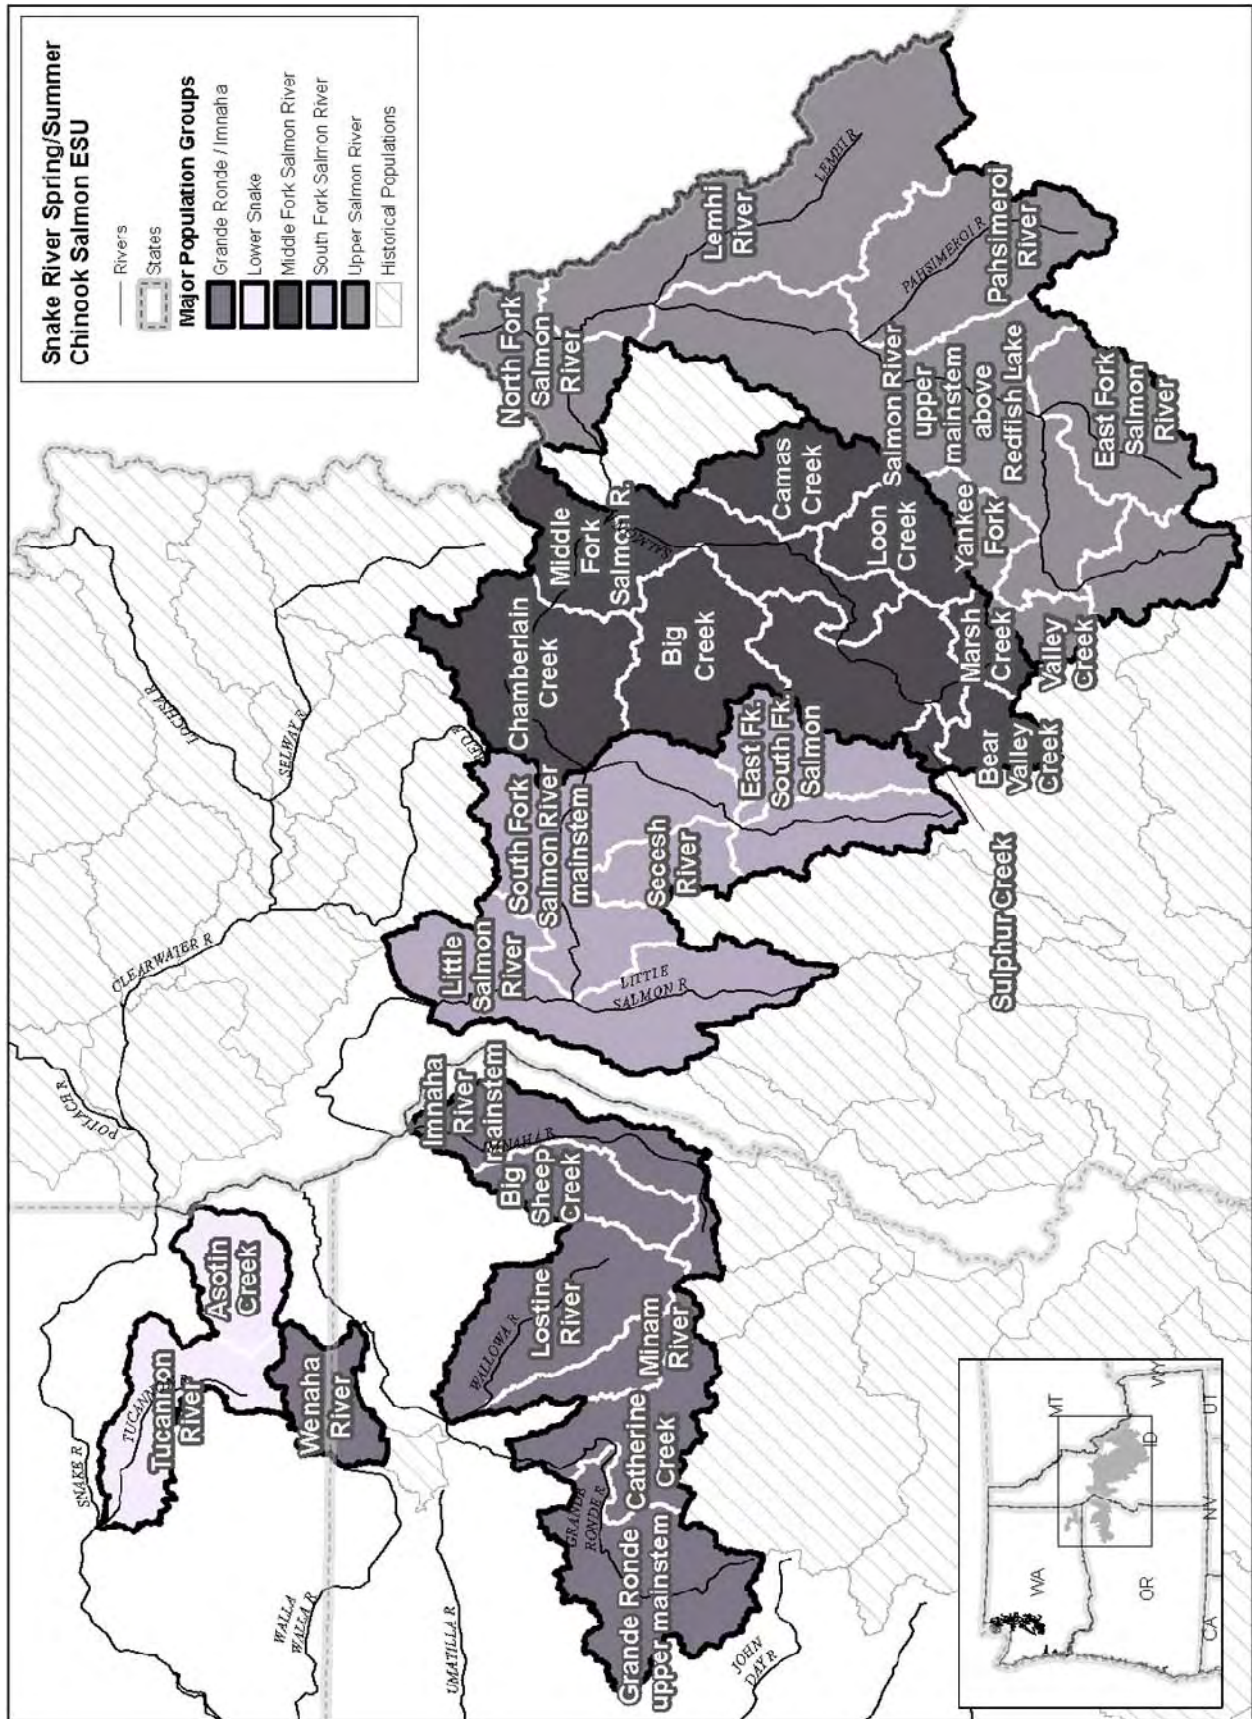 Snake River Spring/Summer
Chinook Salmon ESU
Rivers
States
Major Population Groups
Grande Ronde / Imnaha
Lower Snake
Middle Fork Salmon River
South Fork Salmon River
Upper Salmon River
Historical Populations
SNAKE R
TUCANN
Tucannon
River
Asotin
Creek
Wenaha
River
WALLA
WALLA R
UMATILLA R
JOHN
DAY R
POTLACH R
CLEARWATER R
LOCHSA R
SELWAY R
RED R
WALLOWA R
Lostine
River
Minam
River
GRANDE
RONDE R
Catherine
Creek
Grande Ronde
upper mainstem
Imnaha
River
mainstem
Big
Sheep
Creek
Little
Salmon
River
LITTLE
SALMON R
South Fork
Salmon River
mainstem
Secesh
River
East Fk.
South Fk.
Salmon
Chamberlain
Creek
Middle
Fork
Salmon R.
Big
Creek
Camas
Creek
Loon
Creek
Marsh
Creek
Bear
Valley
Creek
Sulphur Creek
North Fork
Salmon
River
Lemhi
River
LEMHI R
PAHSIMEROI R
Pahsimeroi
River
Salmon River
upper
mainstem
above
Redfish Lake
East Fork
Salmon
River
Yankee
Fork
Valley
Creek
WA
MT
OR
ID
WY
CA
NV
UT